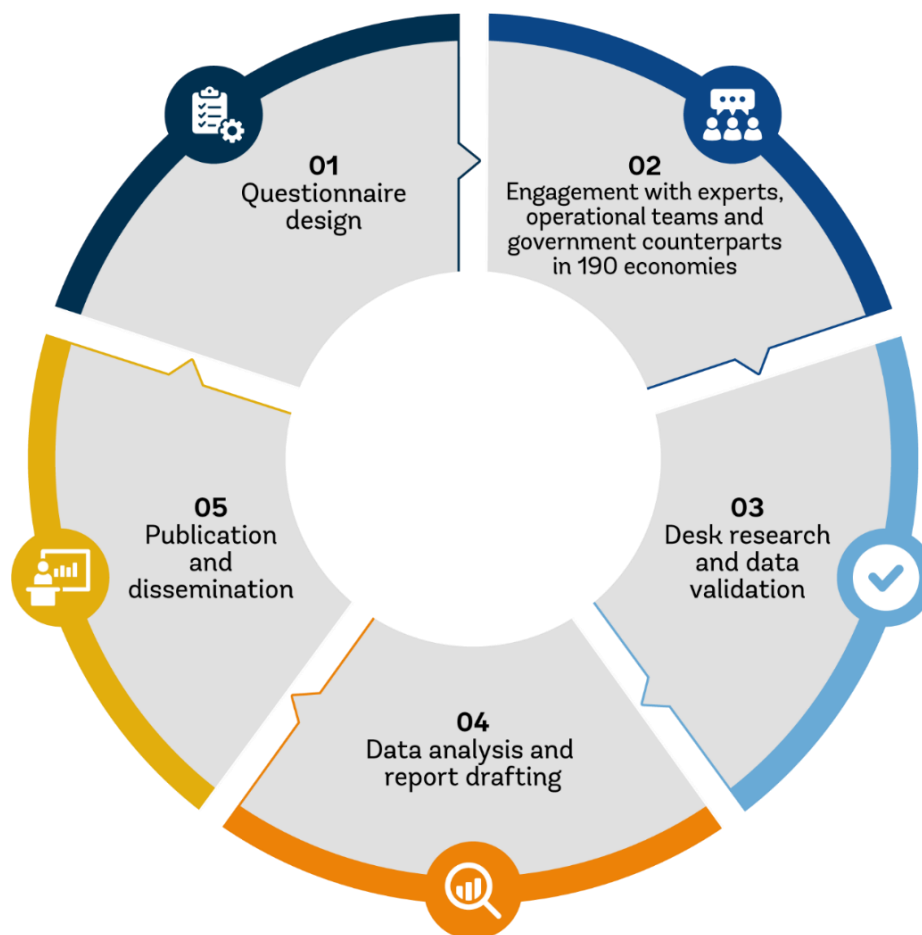 01
Questionnaire
design
02
Engagement with experts,
operational teams and
government counterparts
in 190 economies
03
Desk research
and data
validation
04
Data analysis and
report drafting
05
Publication
and
dissemination